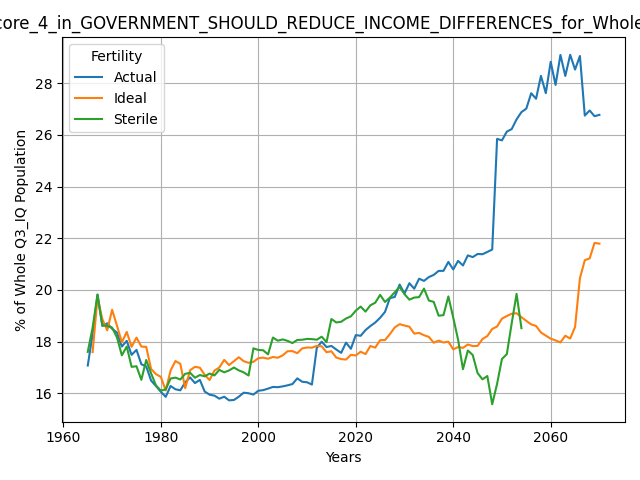 core_4_in_GOVERNMENT_SHOULD_REDUCE_INCOME_DIFFERENCES_for_Whole
Fertility
Actual
Ideal
Sterile
% of Whole Q3_IQ Population
28
26
24
22
20
18
16
1960
1980
2000
2020
2040
2060
Years